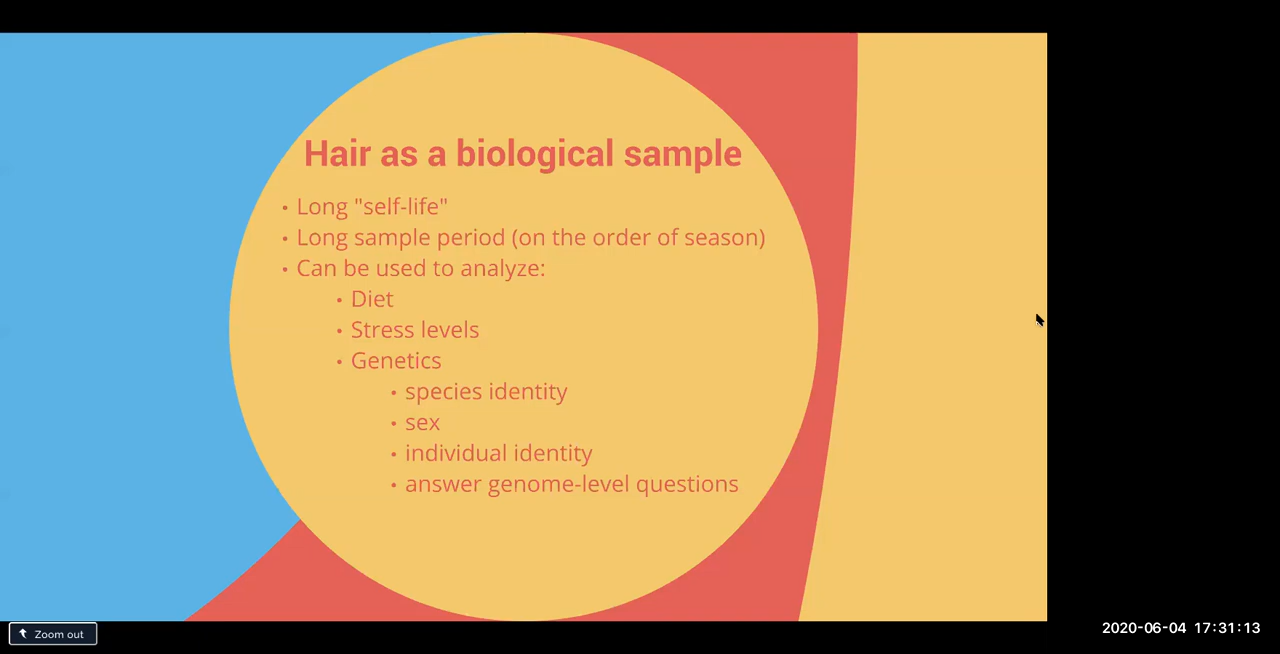 Hair as a biological sample
• Long "self-life"
• Long sample period (on the order of season)
• Can be used to analyze:
• Diet
• Stress levels
• Genetics
• species identity
• sex
• individual identity
• answer genome-level questions
Zoom out
2020-06-04 17:31:13